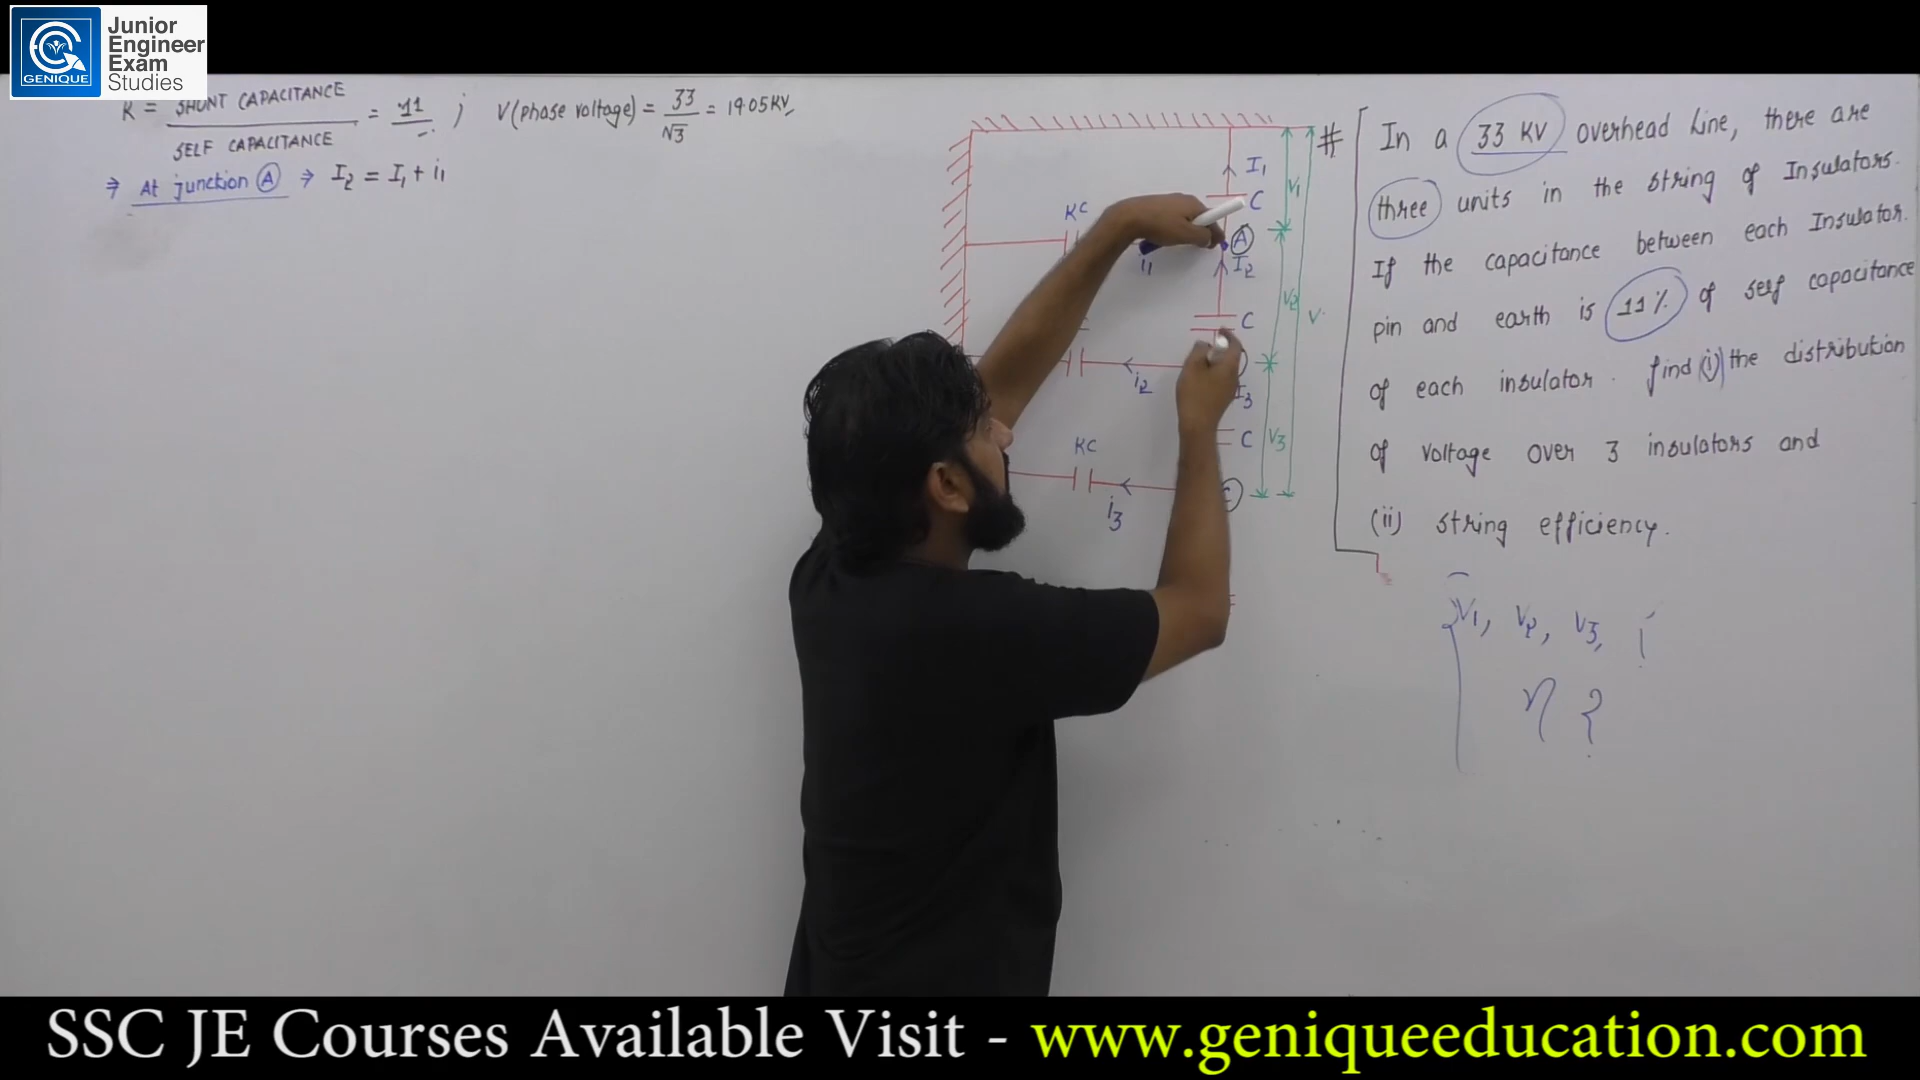 Junior
Engineer
Exam
Studies
GENIQUE
K = SHUNT CAPACITANCE / SELF CAPACITANCE = .11 ; V (phase voltage) = 33/√3 = 19.05 KV
⇒ At junction A ⇒ I2 = I1 + i1
I1
C
V1
KC
A
i1
I2
V2
C
V
i2
I3
C
V3
KC
i3
# In a 33 KV overhead line, there are
three units in the string of Insulators.
If the capacitance between each Insulator
pin and earth is 11% of self capacitance
of each insulator. find (i) the distribution
of voltage over 3 insulators and
(ii) string efficiency.
V1, V2, V3,
η ?
SSC JE Courses Available Visit - www.geniqueeducation.com